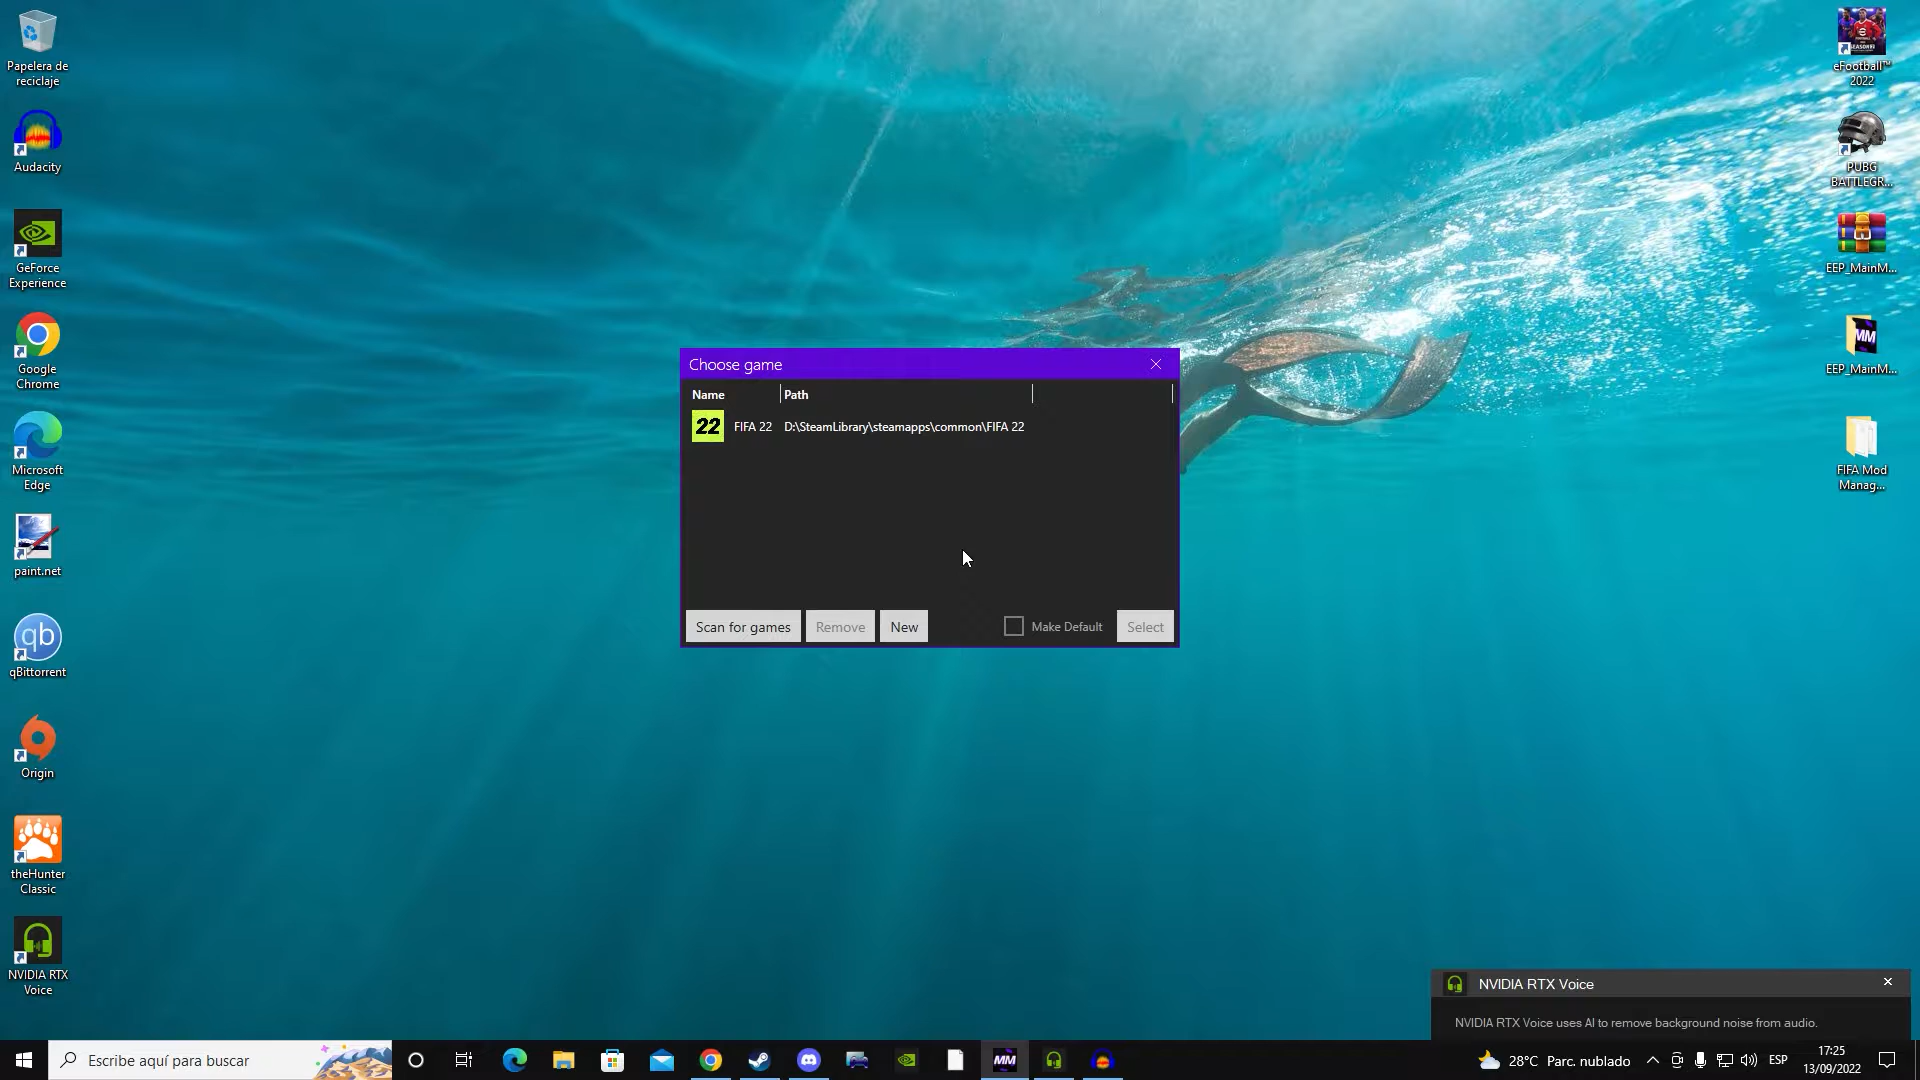 Papelera de
reciclaje
Audacity
GeForce
Experience
Google
Chrome
Microsoft
Edge
paint.net
qb
qBittorrent
Origin
theHunter
Classic
NVIDIA RTX
Voice
Choose game
Name
Path
22
FIFA 22
D:\SteamLibrary\steamapps\common\FIFA 22
Scan for games
Remove
New
Make Default
Select
eFootball™
2022
PUBG
BATTLEGR...
EEP_MainM...
MM
EEP_MainM...
FIFA Mod
Manag...
NVIDIA RTX Voice
NVIDIA RTX Voice uses AI to remove background noise from audio.
Escribe aquí para buscar
MM
28°C Parc. nublado
ESP
17:25
13/09/2022